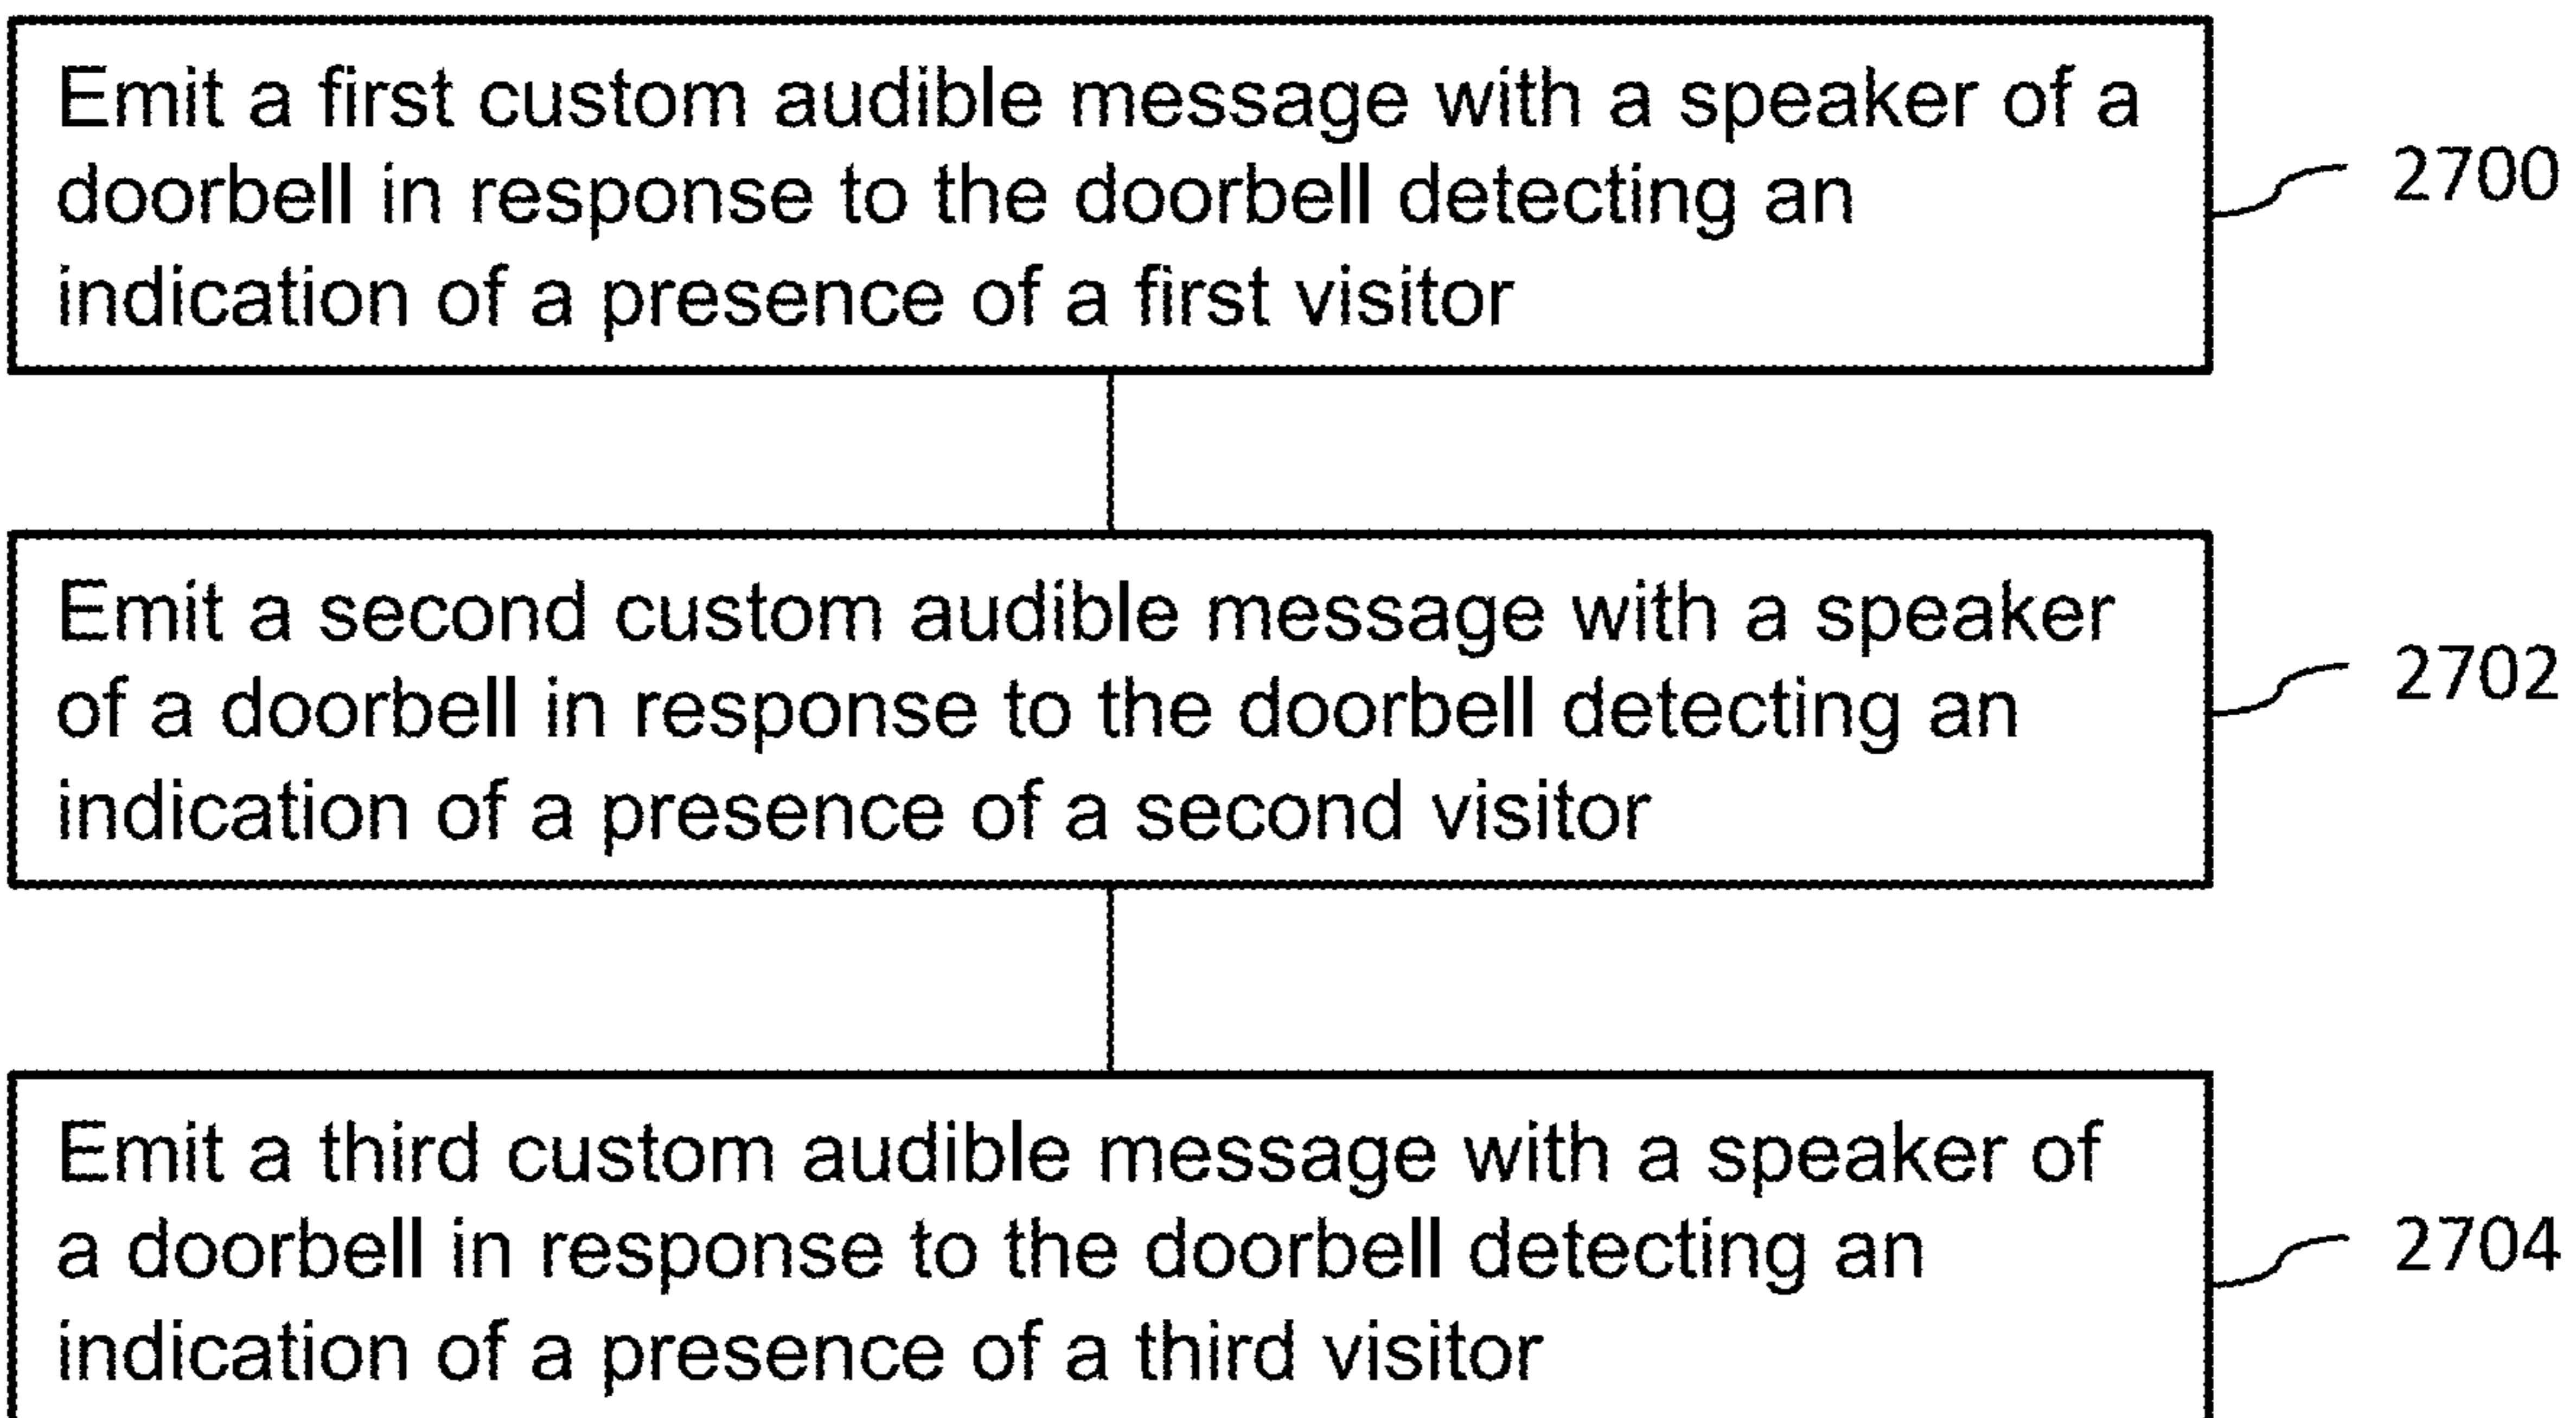 Emit a first custom audible message with a speaker of a
doorbell in response to the doorbell detecting an
indication of a presence of a first visitor
2700
Emit a second custom audible message with a speaker
of a doorbell in response to the doorbell detecting an
indication of a presence of a second visitor
2702
Emit a third custom audible message with a speaker of
a doorbell in response to the doorbell detecting an
indication of a presence of a third visitor
2704